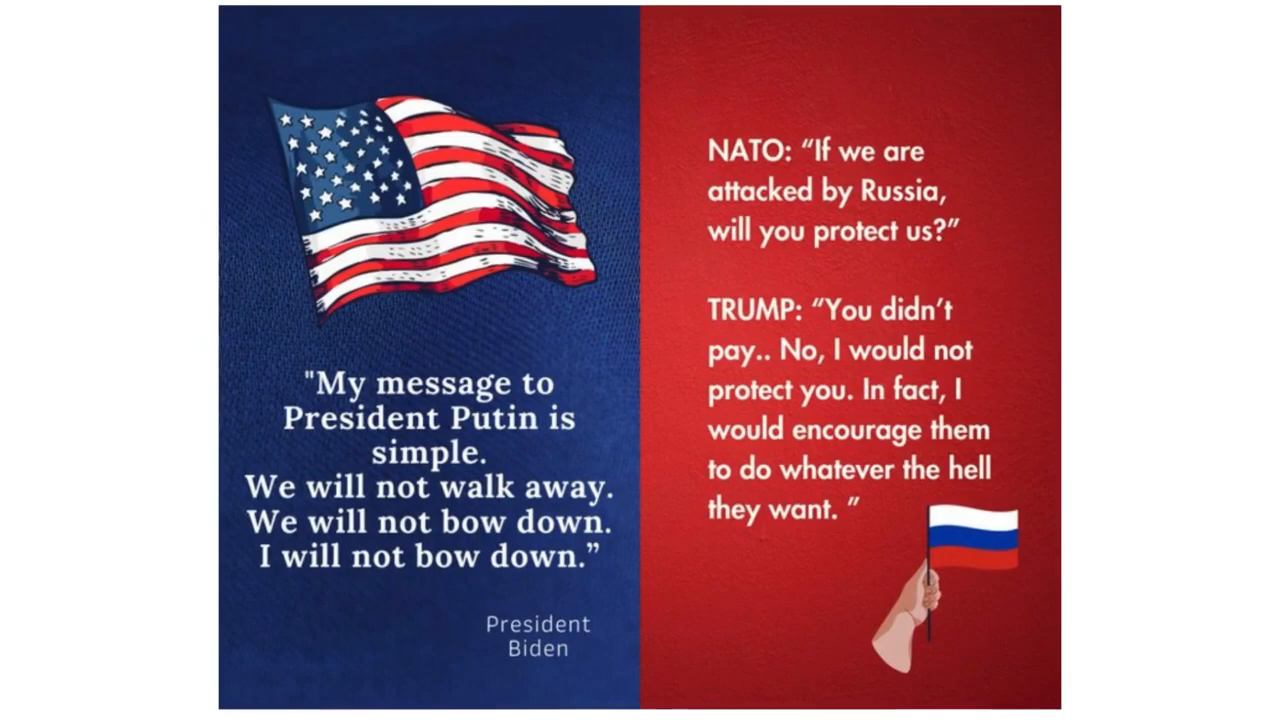 "My message to
President Putin is
simple.
We will not walk away.
We will not bow down.
I will not bow down.”
President
Biden
NATO: “If we are
attacked by Russia,
will you protect us?”
TRUMP: “You didn’t
pay.. No, I would not
protect you. In fact, I
would encourage them
to do whatever the hell
they want. ”